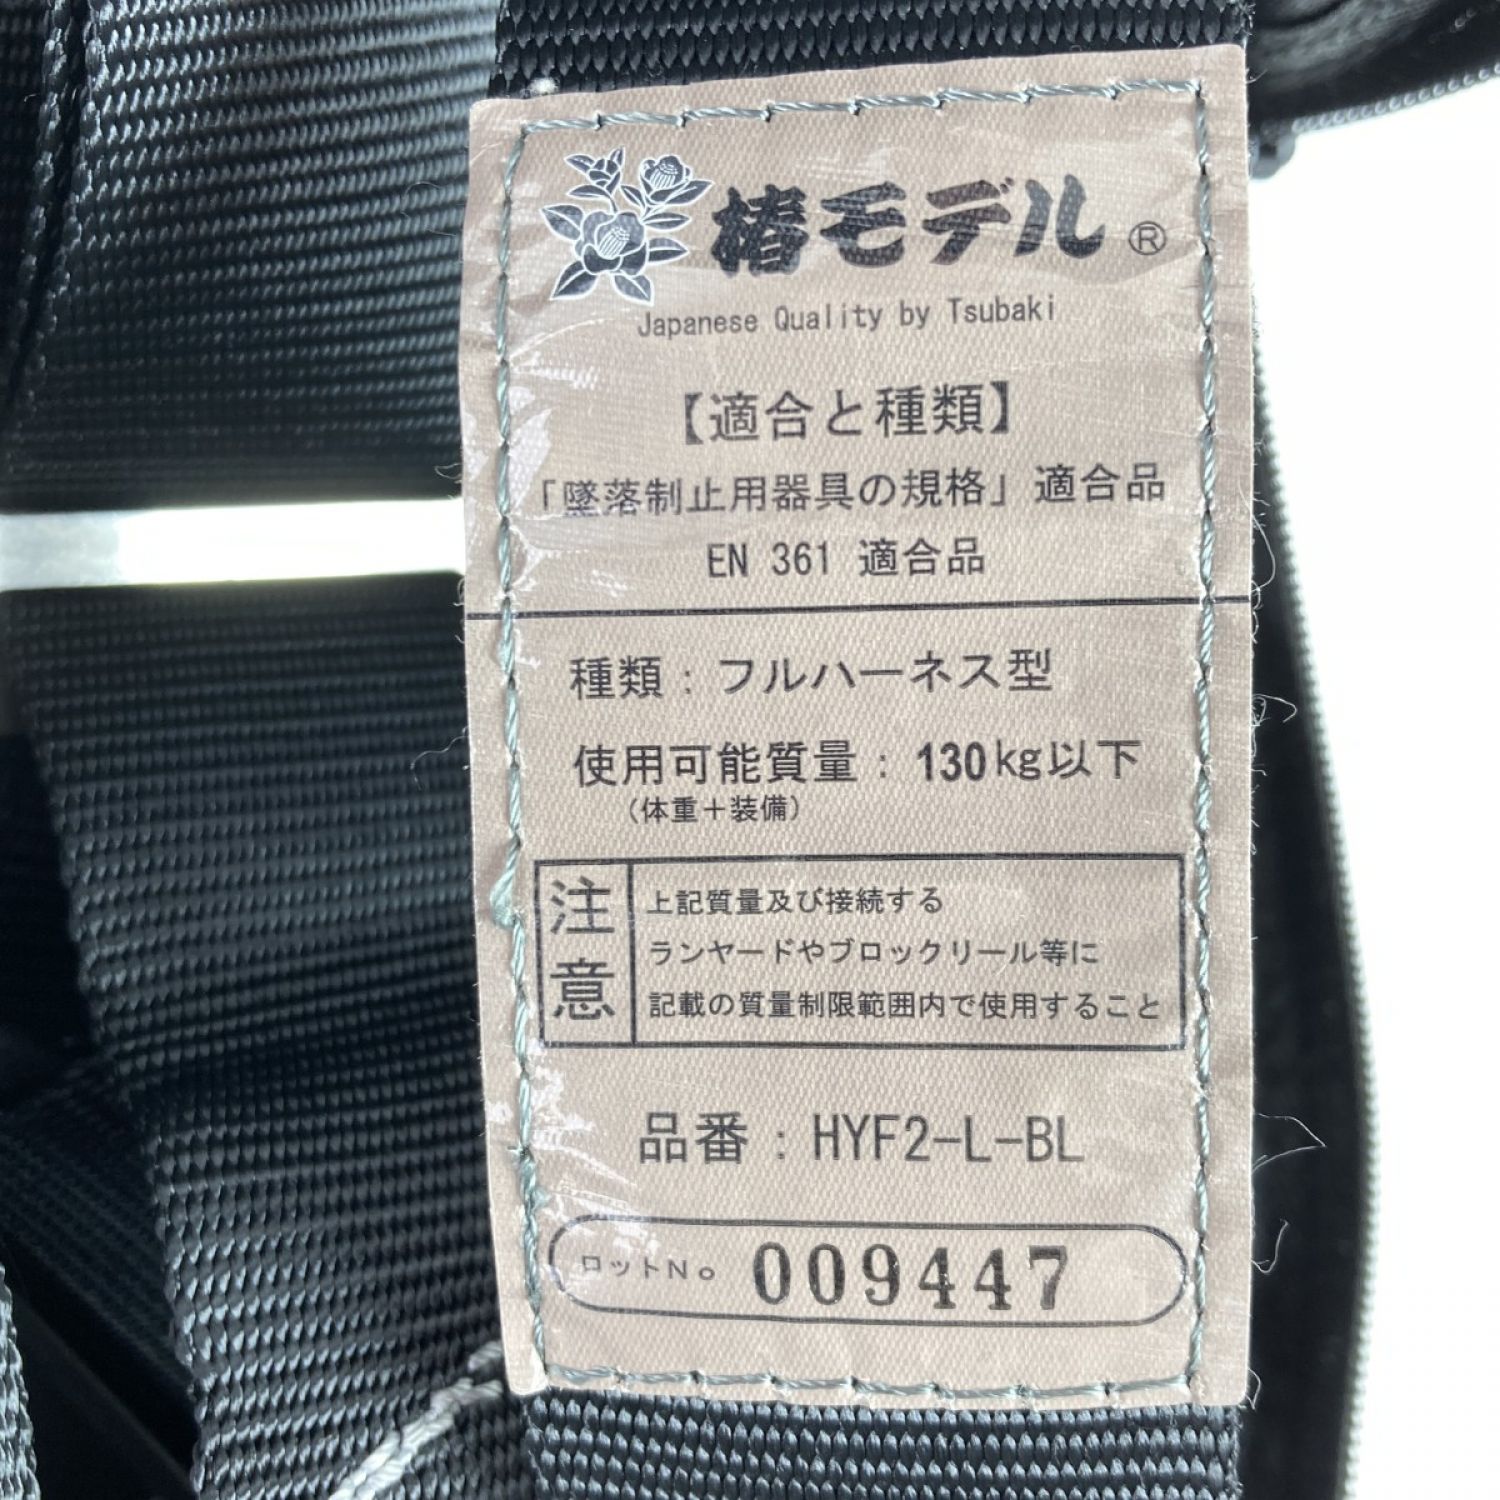 椿モデル®
Japanese Quality by Tsubaki
【適合と種類】
「墜落制止用器具の規格」適合品
EN 361 適合品
種類：フルハーネス型
使用可能質量：130kg以下
(体重＋装備)
注意
上記質量及び接続する
ランヤードやブロックリール等に
記載の質量制限範囲内で使用すること
品番：HYF2-L-BL
ロットNo 009447